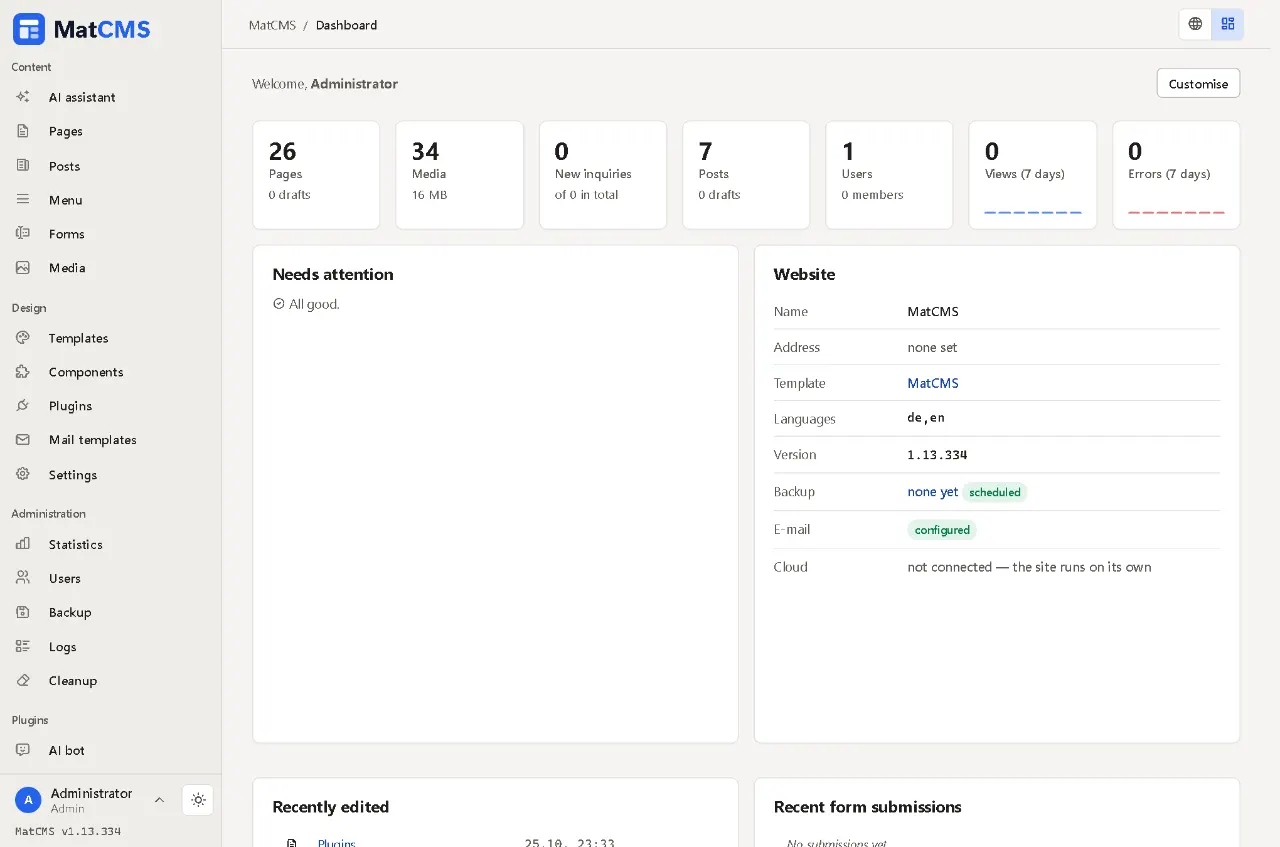 MatCMS
MatCMS / Dashboard
Content
AI assistant
Pages
Posts
Menu
Forms
Media
Design
Templates
Components
Plugins
Mail templates
Settings
Administration
Statistics
Users
Backup
Logs
Cleanup
Plugins
AI bot
A
Administrator
Admin
MatCMS v1.13.334
Welcome, Administrator
Customise
26
Pages
0 drafts
34
Media
16 MB
0
New inquiries
of 0 in total
7
Posts
0 drafts
1
Users
0 members
0
Views (7 days)
0
Errors (7 days)
Needs attention
All good.
Website
Name MatCMS
Address none set
Template MatCMS
Languages de,en
Version 1.13.334
Backup none yet scheduled
E-mail configured
Cloud not connected — the site runs on its own
Recently edited
Plugins 25.10. 23:33
Recent form submissions
No submissions yet